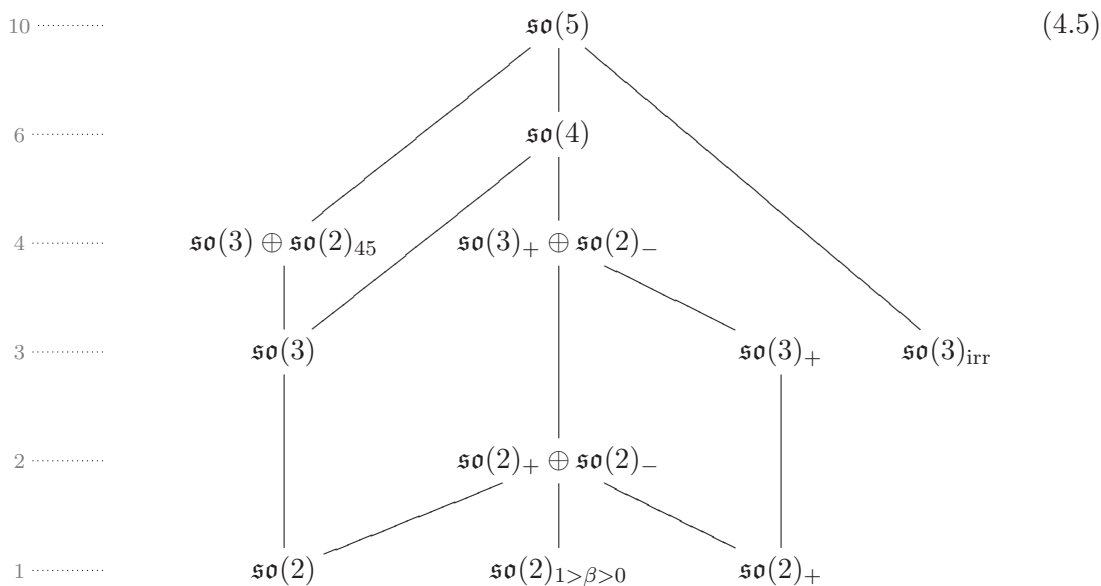 10 𝔰𝔬(5) (4.5)
6 𝔰𝔬(4)
4 𝔰𝔬(3) ⊕ 𝔰𝔬(2)₄₅ 𝔰𝔬(3)₊ ⊕ 𝔰𝔬(2)₋
3 𝔰𝔬(3) 𝔰𝔬(3)₊ 𝔰𝔬(3)_irr
2 𝔰𝔬(2)₊ ⊕ 𝔰𝔬(2)₋
1 𝔰𝔬(2) 𝔰𝔬(2)_{1>β>0} 𝔰𝔬(2)₊